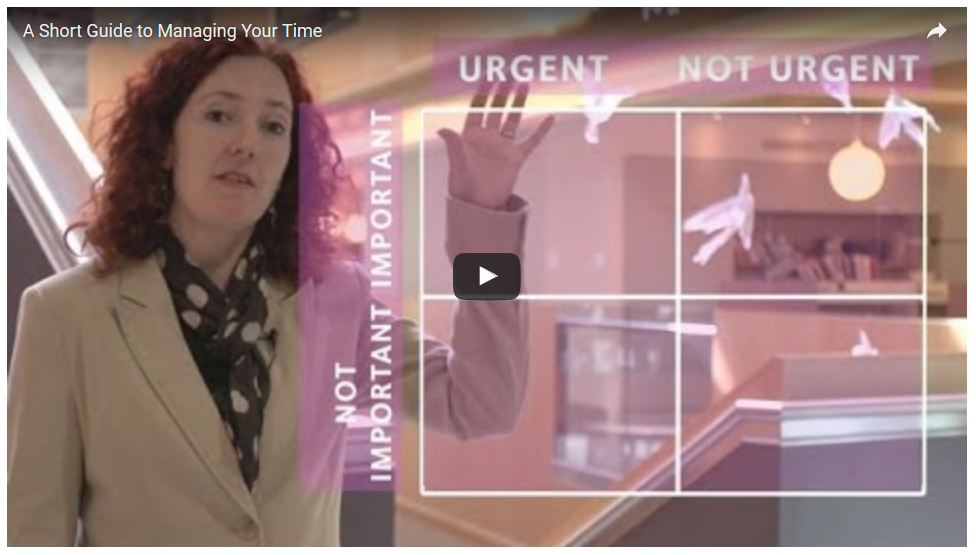 A Short Guide to Managing Your Time
URGENT
NOT URGENT
IMPORTANT
NOT
IMPORTANT